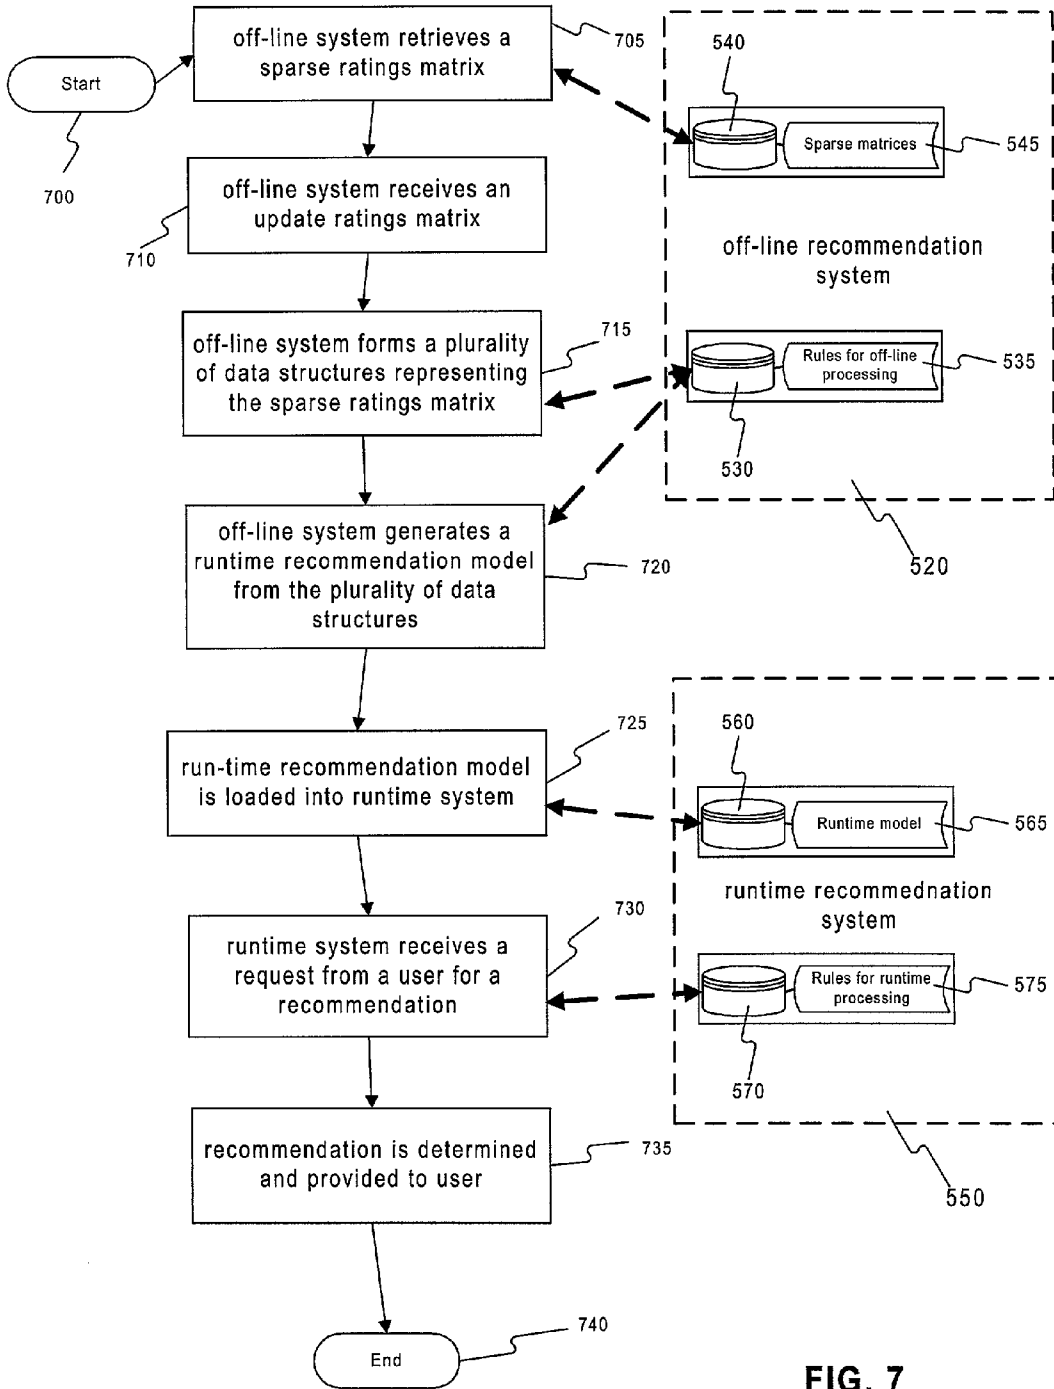 off-line system retrieves a
sparse ratings matrix
705
Start
700
off-line system receives an
update ratings matrix
710
off-line system forms a plurality
of data structures representing
the sparse ratings matrix
715
off-line system generates a
runtime recommendation model
from the plurality of data
structures
720
run-time recommendation model
is loaded into runtime system
725
runtime system receives a
request from a user for a
recommendation
730
recommendation is determined
and provided to user
735
End
740
540
Sparse matrices
545
off-line recommendation
system
Rules for off-line
processing
535
530
520
560
Runtime model
565
runtime recommednation
system
Rules for runtime
processing
575
570
550
FIG. 7